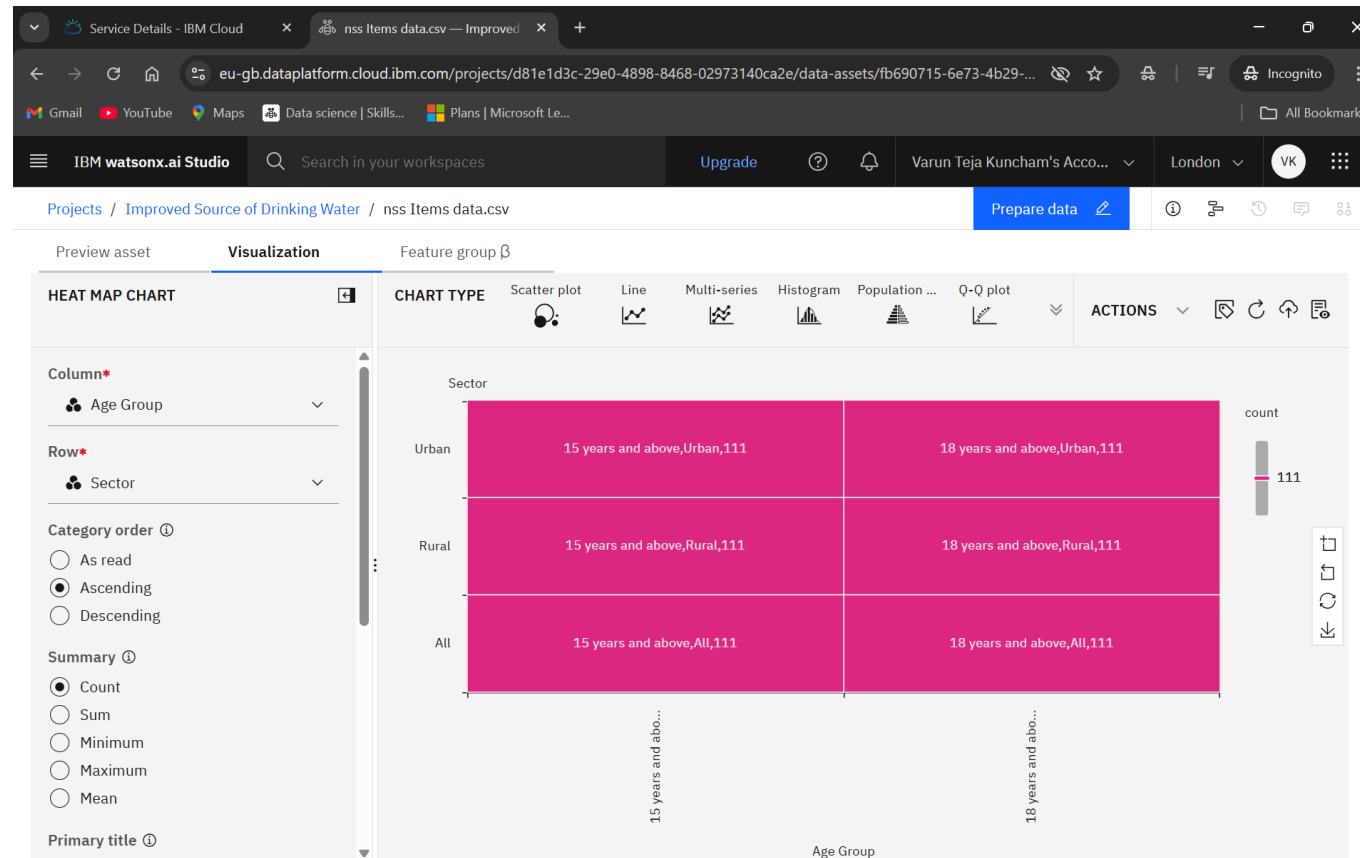 Service Details - IBM Cloud
nss Items data.csv — Improved
eu-gb.dataplatform.cloud.ibm.com/projects/d81e1d3c-29e0-4898-8468-02973140ca2e/data-assets/fb690715-6e73-4b29-...
Incognito
Gmail YouTube Maps Data science | Skills... Plans | Microsoft Le... All Bookmark
IBM watsonx.ai Studio Search in your workspaces Upgrade Varun Teja Kuncham's Acco... London VK
Projects / Improved Source of Drinking Water / nss Items data.csv Prepare data
Preview asset Visualization Feature group β
HEAT MAP CHART
CHART TYPE Scatter plot Line Multi-series Histogram Population ... Q-Q plot ACTIONS
Column*
Age Group
Row*
Sector
Category order
As read
Ascending
Descending
Summary
Count
Sum
Minimum
Maximum
Mean
Primary title
Sector
Urban 15 years and above,Urban,111 18 years and above,Urban,111
Rural 15 years and above,Rural,111 18 years and above,Rural,111
All 15 years and above,All,111 18 years and above,All,111
15 years and abo...
18 years and abo...
Age Group
count
111